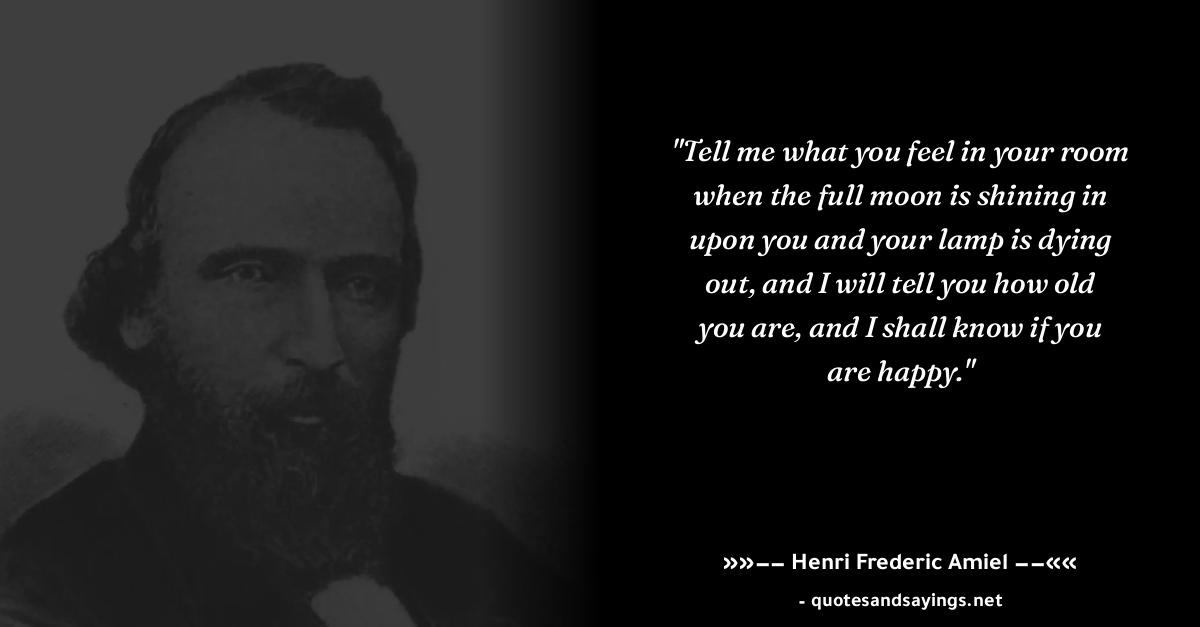 "Tell me what you feel in your room
when the full moon is shining in
upon you and your lamp is dying
out, and I will tell you how old
you are, and I shall know if you
are happy."
»»−− Henri Frederic Amiel −−««
- quotesandsayings.net